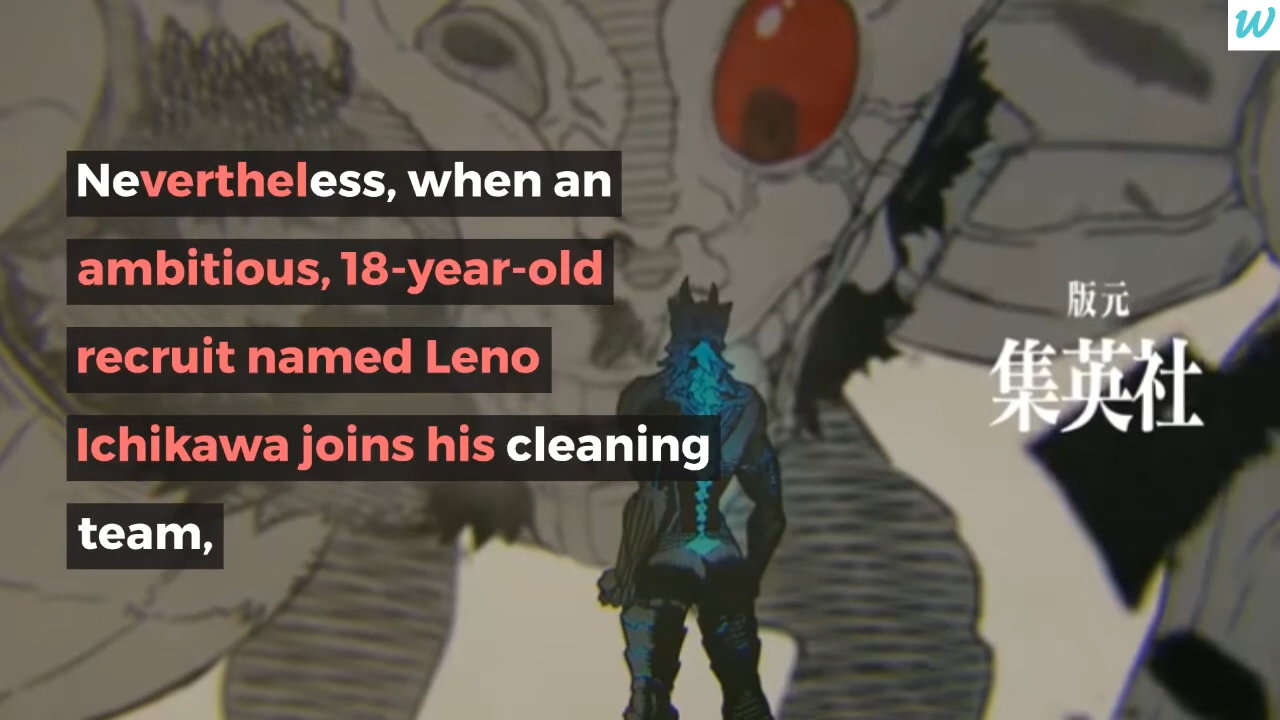 w
Nevertheless, when an
ambitious, 18-year-old
recruit named Leno
Ichikawa joins his cleaning
team,
版元
集英社